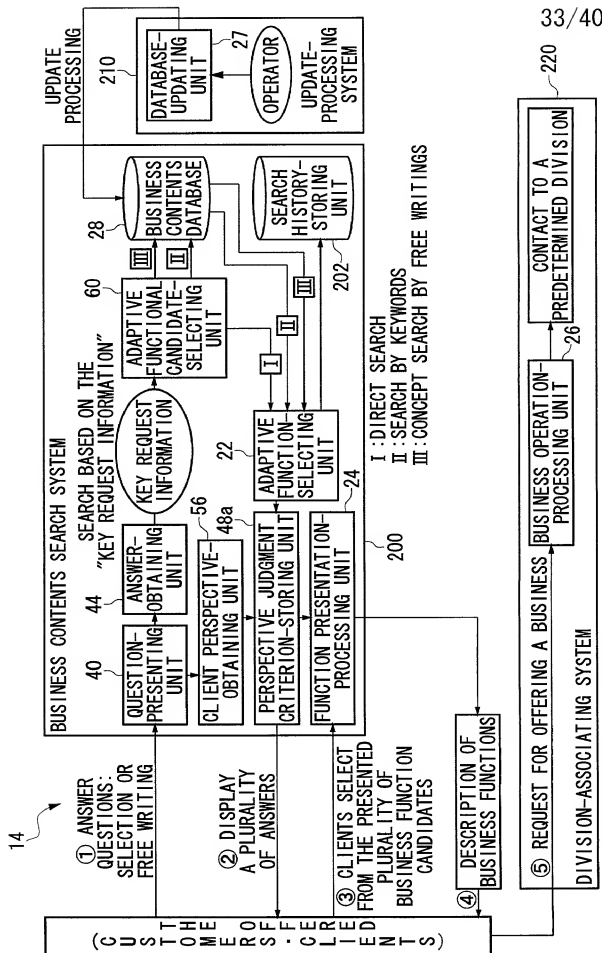 33/40
14
THE OFFERED
(CUSTOMERS・CLIENTS)
① ANSWER
QUESTIONS:
SELECTION OR
FREE WRITING
② DISPLAY
A PLURALITY
OF ANSWERS
③ CLIENTS SELECT
FROM THE PRESENTED
PLURALITY OF
BUSINESS FUNCTION
CANDIDATES
④ DESCRIPTION OF
BUSINESS FUNCTIONS
⑤ REQUEST FOR OFFERING A BUSINESS
BUSINESS CONTENTS SEARCH SYSTEM
SEARCH BASED ON THE
"KEY REQUEST INFORMATION"
40
QUESTION-
PRESENTING
UNIT
44
ANSWER-
OBTAINING
UNIT
KEY REQUEST
INFORMATION
60
ADAPTIVE
FUNCTIONAL
CANDIDATE-
SELECTING
UNIT
Ⅲ
Ⅱ
28
BUSINESS
CONTENTS
DATABASE
56
CLIENT PERSPECTIVE-
OBTAINING UNIT
48a
PERSPECTIVE JUDGMENT
CRITERION-STORING UNIT
24
FUNCTION PRESENTATION-
PROCESSING UNIT
22
ADAPTIVE
FUNCTION-
SELECTING
UNIT
Ⅰ
Ⅱ
Ⅲ
SEARCH
HISTORY-
STORING
UNIT
202
200
Ⅰ:DIRECT SEARCH
Ⅱ:SEARCH BY KEYWORDS
Ⅲ:CONCEPT SEARCH BY FREE WRITINGS
UPDATE
PROCESSING
210
DATABASE-
UPDATING
UNIT
27
OPERATOR
UPDATE-
PROCESSING
SYSTEM
220
BUSINESS OPERATION-
PROCESSING UNIT
26
CONTACT TO A
PREDETERMINED DIVISION
DIVISION-ASSOCIATING SYSTEM